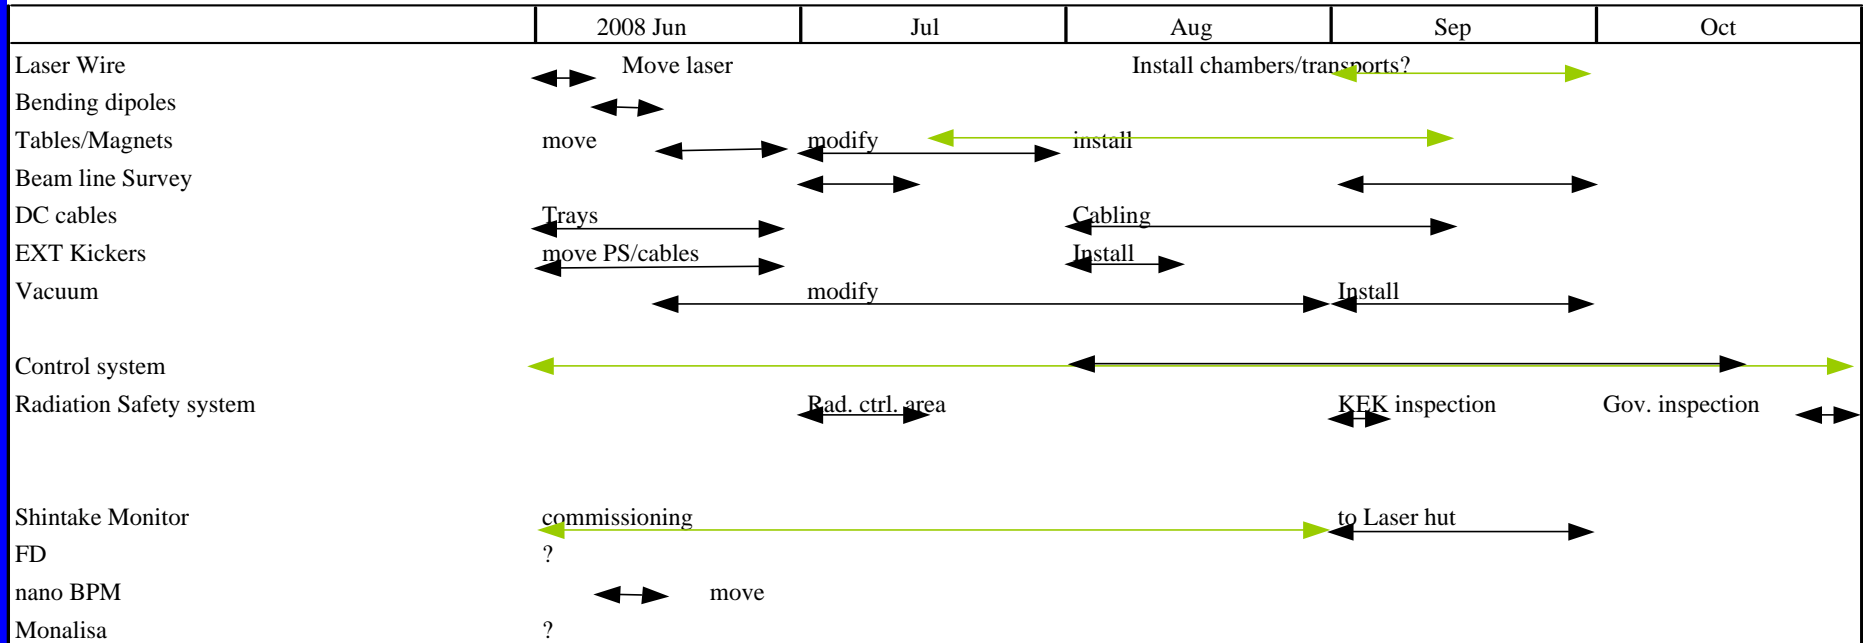 2008 Jun Jul Aug Sep Oct
Laser Wire Move laser Install chambers/transports?
Bending dipoles
Tables/Magnets move modify install
Beam line Survey
DC cables Trays Cabling
EXT Kickers move PS/cables Install
Vacuum modify Install
Control system
Radiation Safety system Rad. ctrl. area KEK inspection Gov. inspection
Shintake Monitor commissioning to Laser hut
FD ?
nano BPM move
Monalisa ?